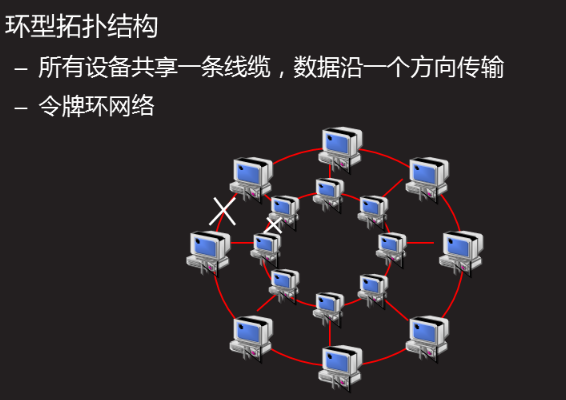 环型拓扑结构
– 所有设备共享一条线缆，数据沿一个方向传输
– 令牌环网络